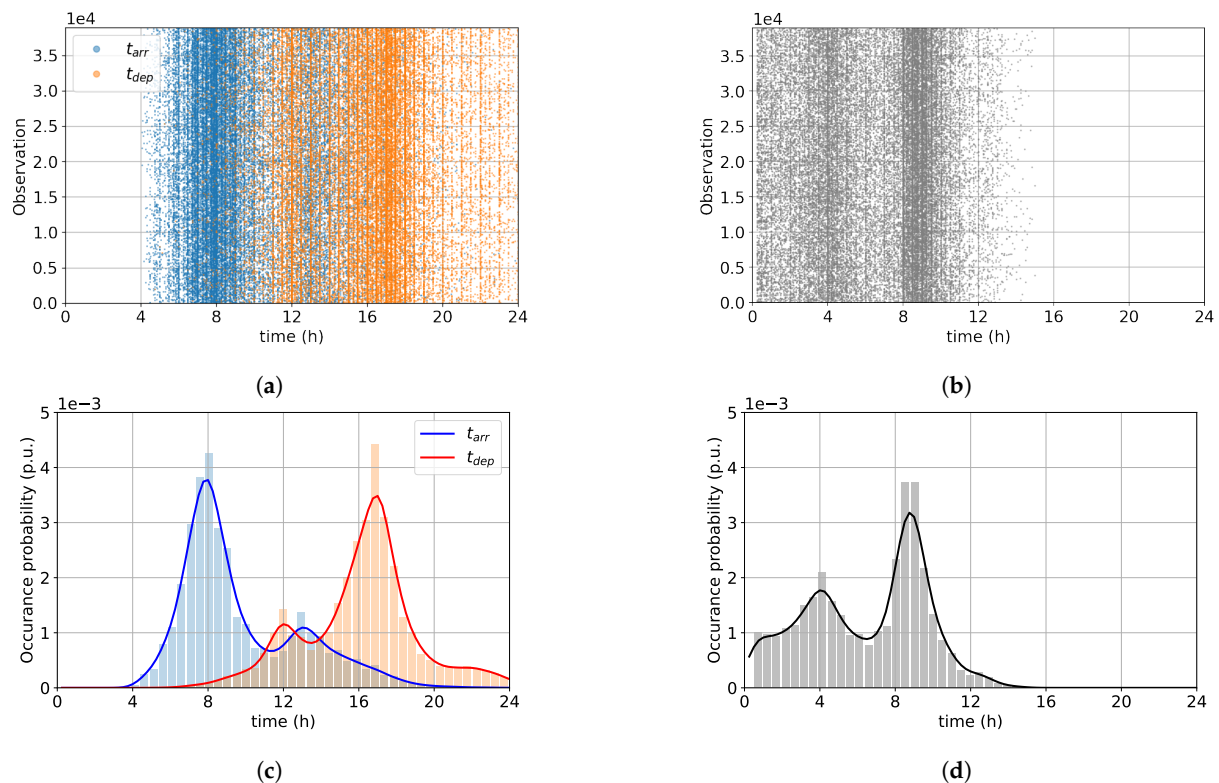 1e4
t_arr
t_dep
3.5
3.0
2.5
2.0
1.5
1.0
0.5
0.0
Observation
0 4 8 12 16 20 24
time (h)
(a)
1e4
3.5
3.0
2.5
2.0
1.5
1.0
0.5
0.0
Observation
0 4 8 12 16 20 24
time (h)
(b)
1e−3
5
4
3
2
1
0
Occurance probability (p.u.)
t_arr
t_dep
0 4 8 12 16 20 24
time (h)
(c)
1e−3
5
4
3
2
1
0
Occurance probability (p.u.)
0 4 8 12 16 20 24
time (h)
(d)